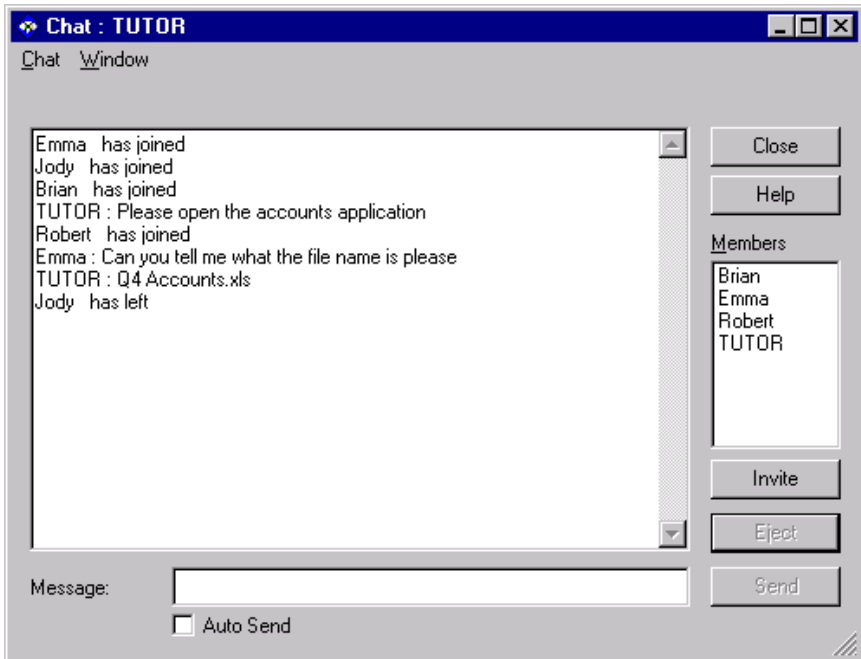 Chat : TUTOR
Chat Window
Emma has joined
Jody has joined
Brian has joined
TUTOR : Please open the accounts application
Robert has joined
Emma : Can you tell me what the file name is please
TUTOR : Q4 Accounts.xls
Jody has left
Close
Help
Members
Brian
Emma
Robert
TUTOR
Invite
Eject
Message:
Send
Auto Send